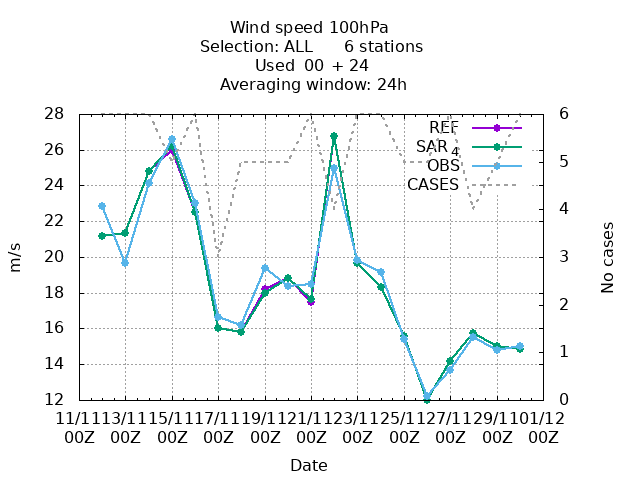 Wind speed 100hPa
Selection: ALL 6 stations
Used 00 + 24
Averaging window: 24h
28
26
24
22
20
18
16
14
12
6
5
4
3
2
1
0
REF
SAR 4
OBS
CASES
m/s
No cases
11/11 13/11 15/11 17/11 19/11 21/11 23/11 25/11 27/11 29/11 01/12
00Z 00Z 00Z 00Z 00Z 00Z 00Z 00Z 00Z 00Z 00Z
Date